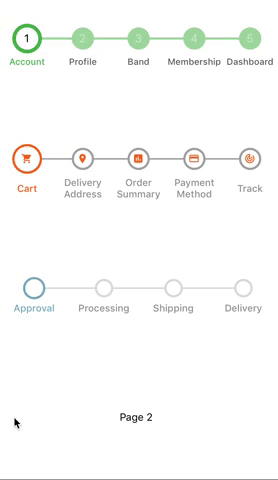 1 2 3 4 5
Account Profile Band Membership Dashboard
Cart Delivery Address Order Summary Payment Method Track
Approval Processing Shipping Delivery
Page 2